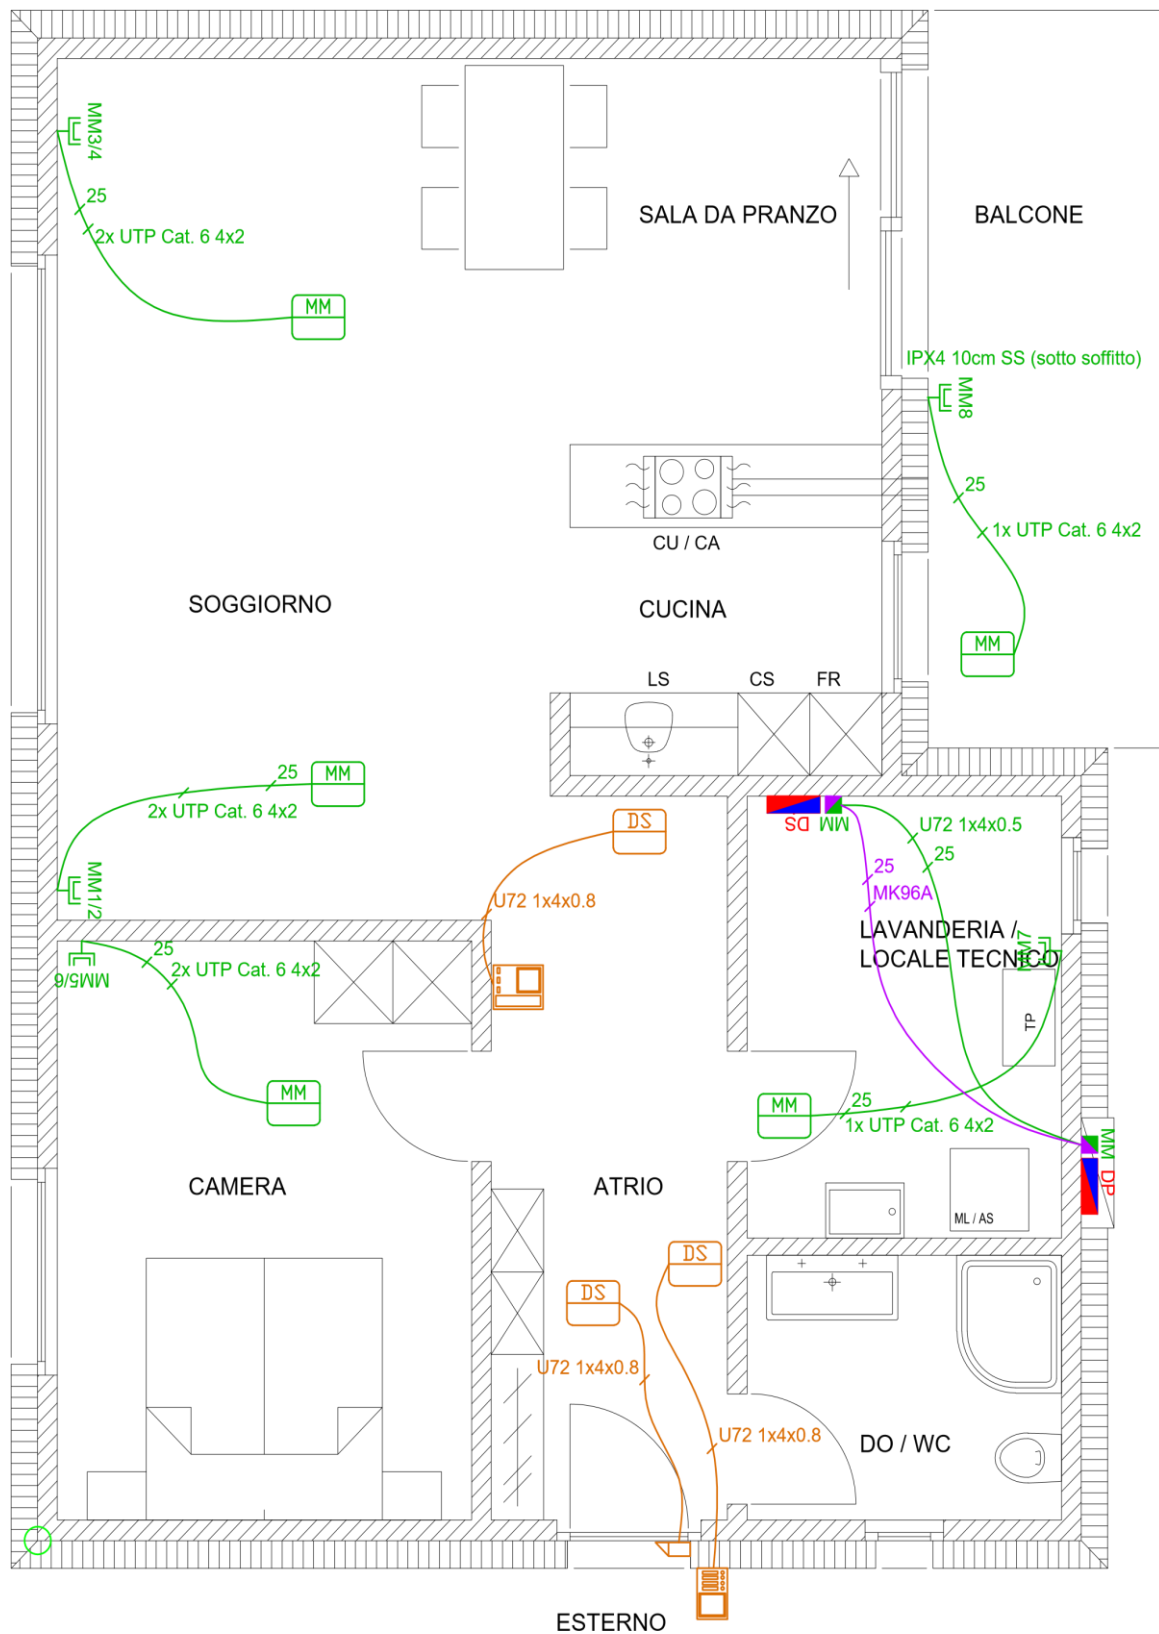 MM3/4
25
2x UTP Cat. 6 4x2
MM
SALA DA PRANZO
BALCONE
IPX4 10cm SS (sotto soffitto)
MM8
25
1x UTP Cat. 6 4x2
MM
CU / CA
SOGGIORNO
CUCINA
LS
CS
FR
25
MM
2x UTP Cat. 6 4x2
MM1/2
DS
U72 1x4x0.8
DS
MM
U72 1x4x0.5
25
25
MK96A
LAVANDERIA /
LOCALE TECNICO
MM7
TP
MM5/6
25
2x UTP Cat. 6 4x2
MM
MM
25
1x UTP Cat. 6 4x2
MM
DP
CAMERA
ATRIO
ML / AS
DS
DS
U72 1x4x0.8
U72 1x4x0.8
DO / WC
ESTERNO